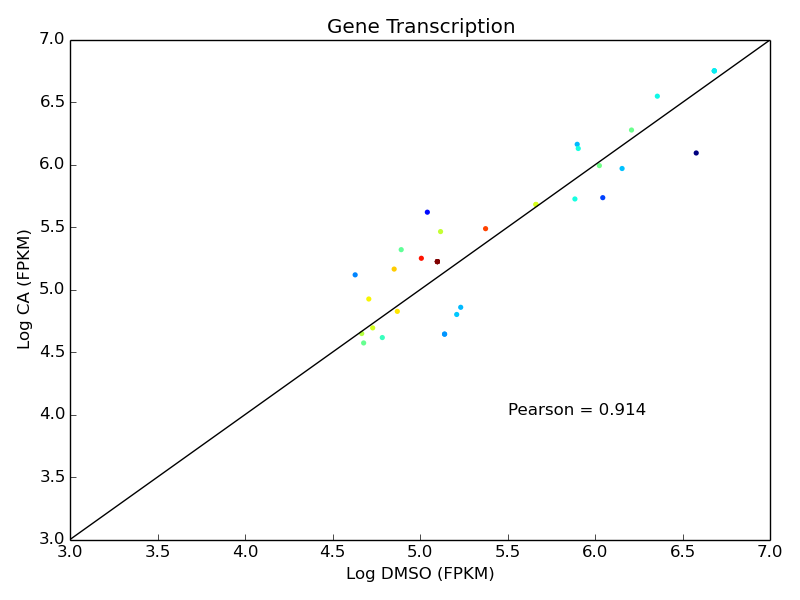 Gene Transcription
7.0
6.5
6.0
5.5
5.0
4.5
4.0
3.5
3.0
Log CA (FPKM)
Pearson = 0.914
3.0 3.5 4.0 4.5 5.0 5.5 6.0 6.5 7.0
Log DMSO (FPKM)